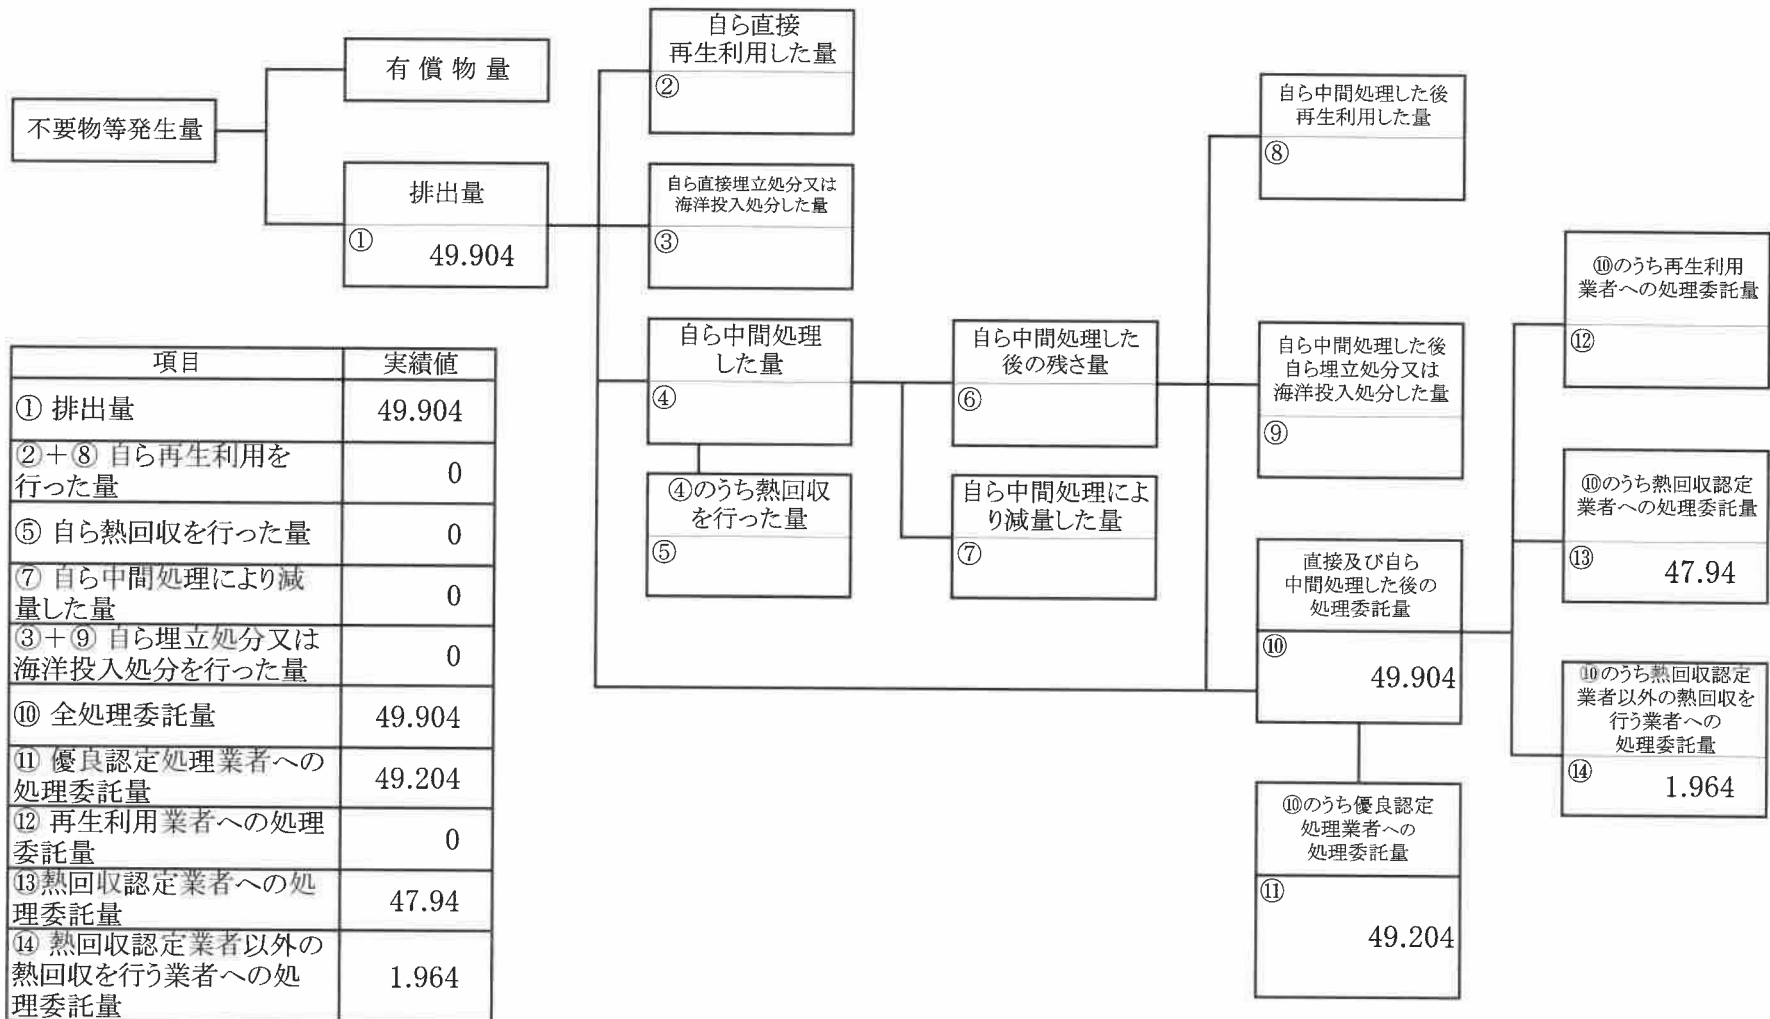 不要物等発生量
有償物量
排出量
①
49.904
自ら直接
再生利用した量
②
自ら直接埋立処分又は
海洋投入処分した量
③
自ら中間処理
した量
④
④のうち熱回収
を行った量
⑤
自ら中間処理した
後の残さ量
⑥
自ら中間処理によ
り減量した量
⑦
自ら中間処理した後
再生利用した量
⑧
自ら中間処理した後
自ら埋立処分又は
海洋投入処分した量
⑨
直接及び自ら
中間処理した後の
処理委託量
⑩
49.904
⑩のうち優良認定
処理業者への
処理委託量
⑪
49.204
⑩のうち再生利用
業者への処理委託量
⑫
⑩のうち熱回収認定
業者への処理委託量
⑬
47.94
⑩のうち熱回収認定
業者以外の熱回収を
行う業者への
処理委託量
⑭
1.964
項目 実績値
① 排出量 49.904
②+⑧ 自ら再生利用を
行った量 0
⑤ 自ら熱回収を行った量 0
⑦ 自ら中間処理により減
量した量 0
③+⑨ 自ら埋立処分又は
海洋投入処分を行った量 0
⑩ 全処理委託量 49.904
⑪ 優良認定処理業者への
処理委託量 49.204
⑫ 再生利用業者への処理
委託量 0
⑬熱回収認定業者への処
理委託量 47.94
⑭ 熱回収認定業者以外の
熱回収を行う業者への処
理委託量 1.964